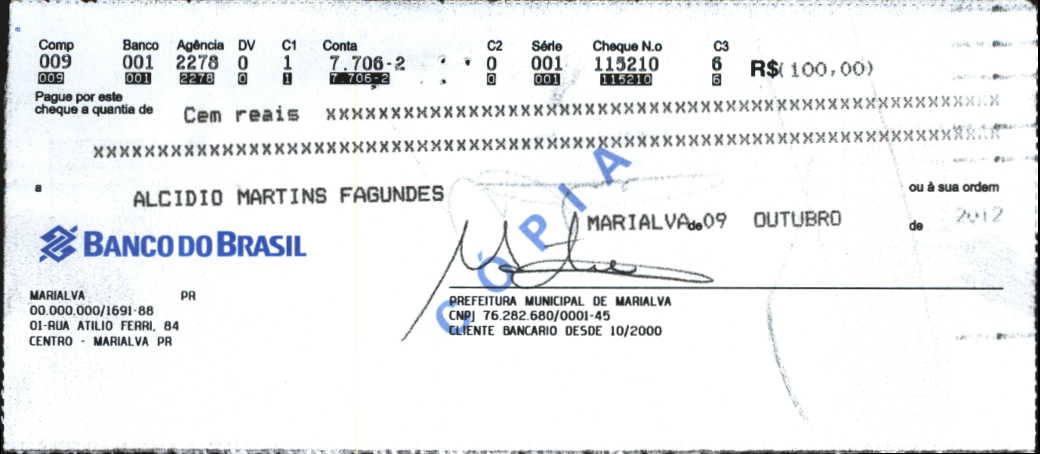 Comp Banco Agência DV C1 Conta C2 Série Cheque N.o C3
009 001 2278 0 1 7.706-2 0 001 115210 6 R$(100,00)
009 001 2278 0 1 7.706-2 0 001 115210 6
Pague por este
cheque a quantia de Cem reais xxxxxxxxxxxxxxxxxxxxxxxxxxxxxxxxxxxxxxxxxxxxxxxxxxxxxxxxxxxxxxx
xxxxxxxxxxxxxxxxxxxxxxxxxxxxxxxxxxxxxxxxxxxxxxxxxxxxxxxxxxxxxxxxxxxxxxxxxxxxxxxxxxxxx
a ALCIDIO MARTINS FAGUNDES ou à sua ordem
MARIALVA de 09 OUTUBRO de 2012
CÓPIA
BANCO DO BRASIL
MARIALVA PR
00.000.000/1691-88
01-RUA ATILIO FERRI, 84
CENTRO - MARIALVA PR
PREFEITURA MUNICIPAL DE MARIALVA
CNPJ 76.282.680/0001-45
CLIENTE BANCARIO DESDE 10/2000